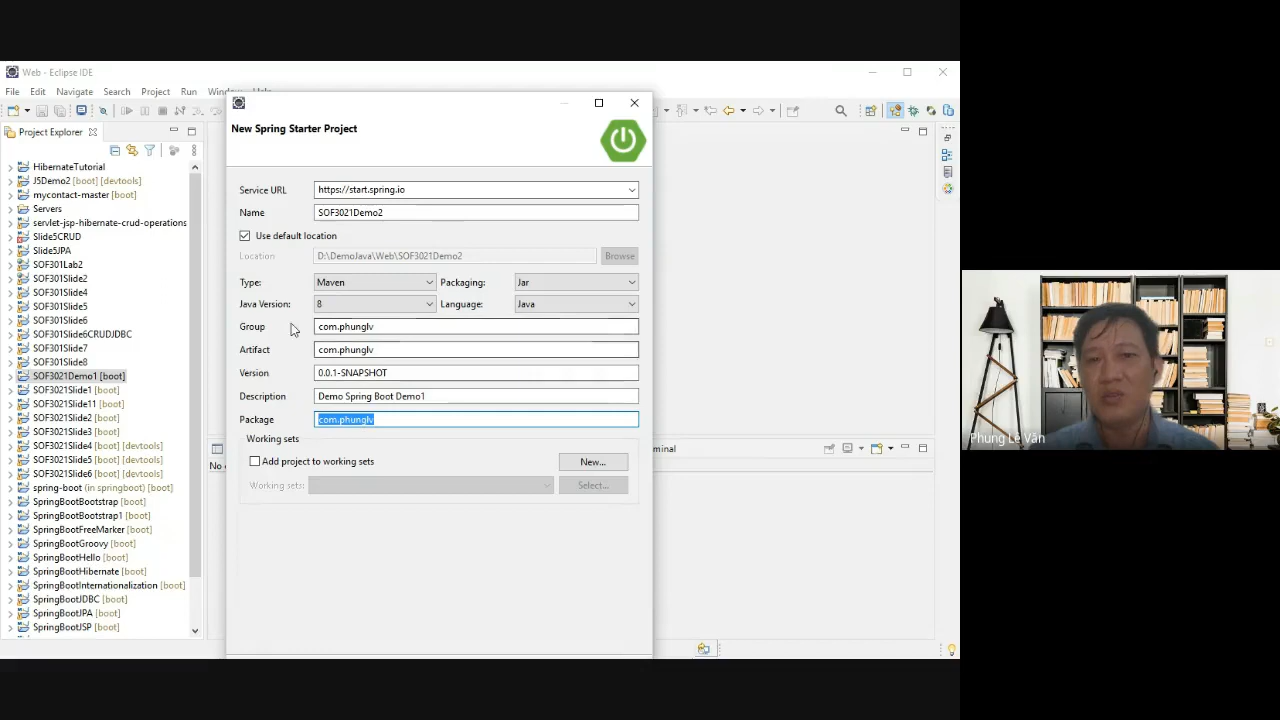 Web - Eclipse IDE
File Edit Navigate Search Project Run Window Help
Project Explorer
HibernateTutorial
J5Demo2 [boot] [devtools]
mycontact-master [boot]
Servers
servlet-jsp-hibernate-crud-operations
Slide5CRUD
Slide5JPA
SOF301Lab2
SOF301Slide2
SOF301Slide4
SOF301Slide5
SOF301Slide6
SOF301Slide6CRUDJDBC
SOF301Slide7
SOF301Slide8
SOF3021Demo1 [boot]
SOF3021Slide1 [boot]
SOF3021Slide11 [boot]
SOF3021Slide2 [boot]
SOF3021Slide3 [boot]
SOF3021Slide4 [boot] [devtools]
SOF3021Slide5 [boot] [devtools]
SOF3021Slide6 [boot] [devtools]
spring-boot (in springboot) [boot]
SpringBootBootstrap [boot]
SpringBootBootstrap1 [boot]
SpringBootFreeMarker [boot]
SpringBootGroovy [boot]
SpringBootHello [boot]
SpringBootHibernate [boot]
SpringBootInternationalization [boot]
SpringBootJDBC [boot]
SpringBootJPA [boot]
SpringBootJSP [boot]
New Spring Starter Project
Service URL https://start.spring.io
Name SOF3021Demo2
Use default location
Location D:\DemoJava\Web\SOF3021Demo2 Browse
Type: Maven Packaging: Jar
Java Version: 8 Language: Java
Group com.phunglv
Artifact com.phunglv
Version 0.0.1-SNAPSHOT
Description Demo Spring Boot Demo1
Package com.phunglv
Working sets
Add project to working sets New...
Working sets: Select...
minal
No
Phung Le Van